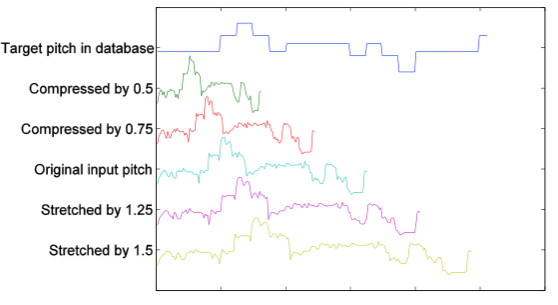 Target pitch in database
Compressed by 0.5
Compressed by 0.75
Original input pitch
Stretched by 1.25
Stretched by 1.5